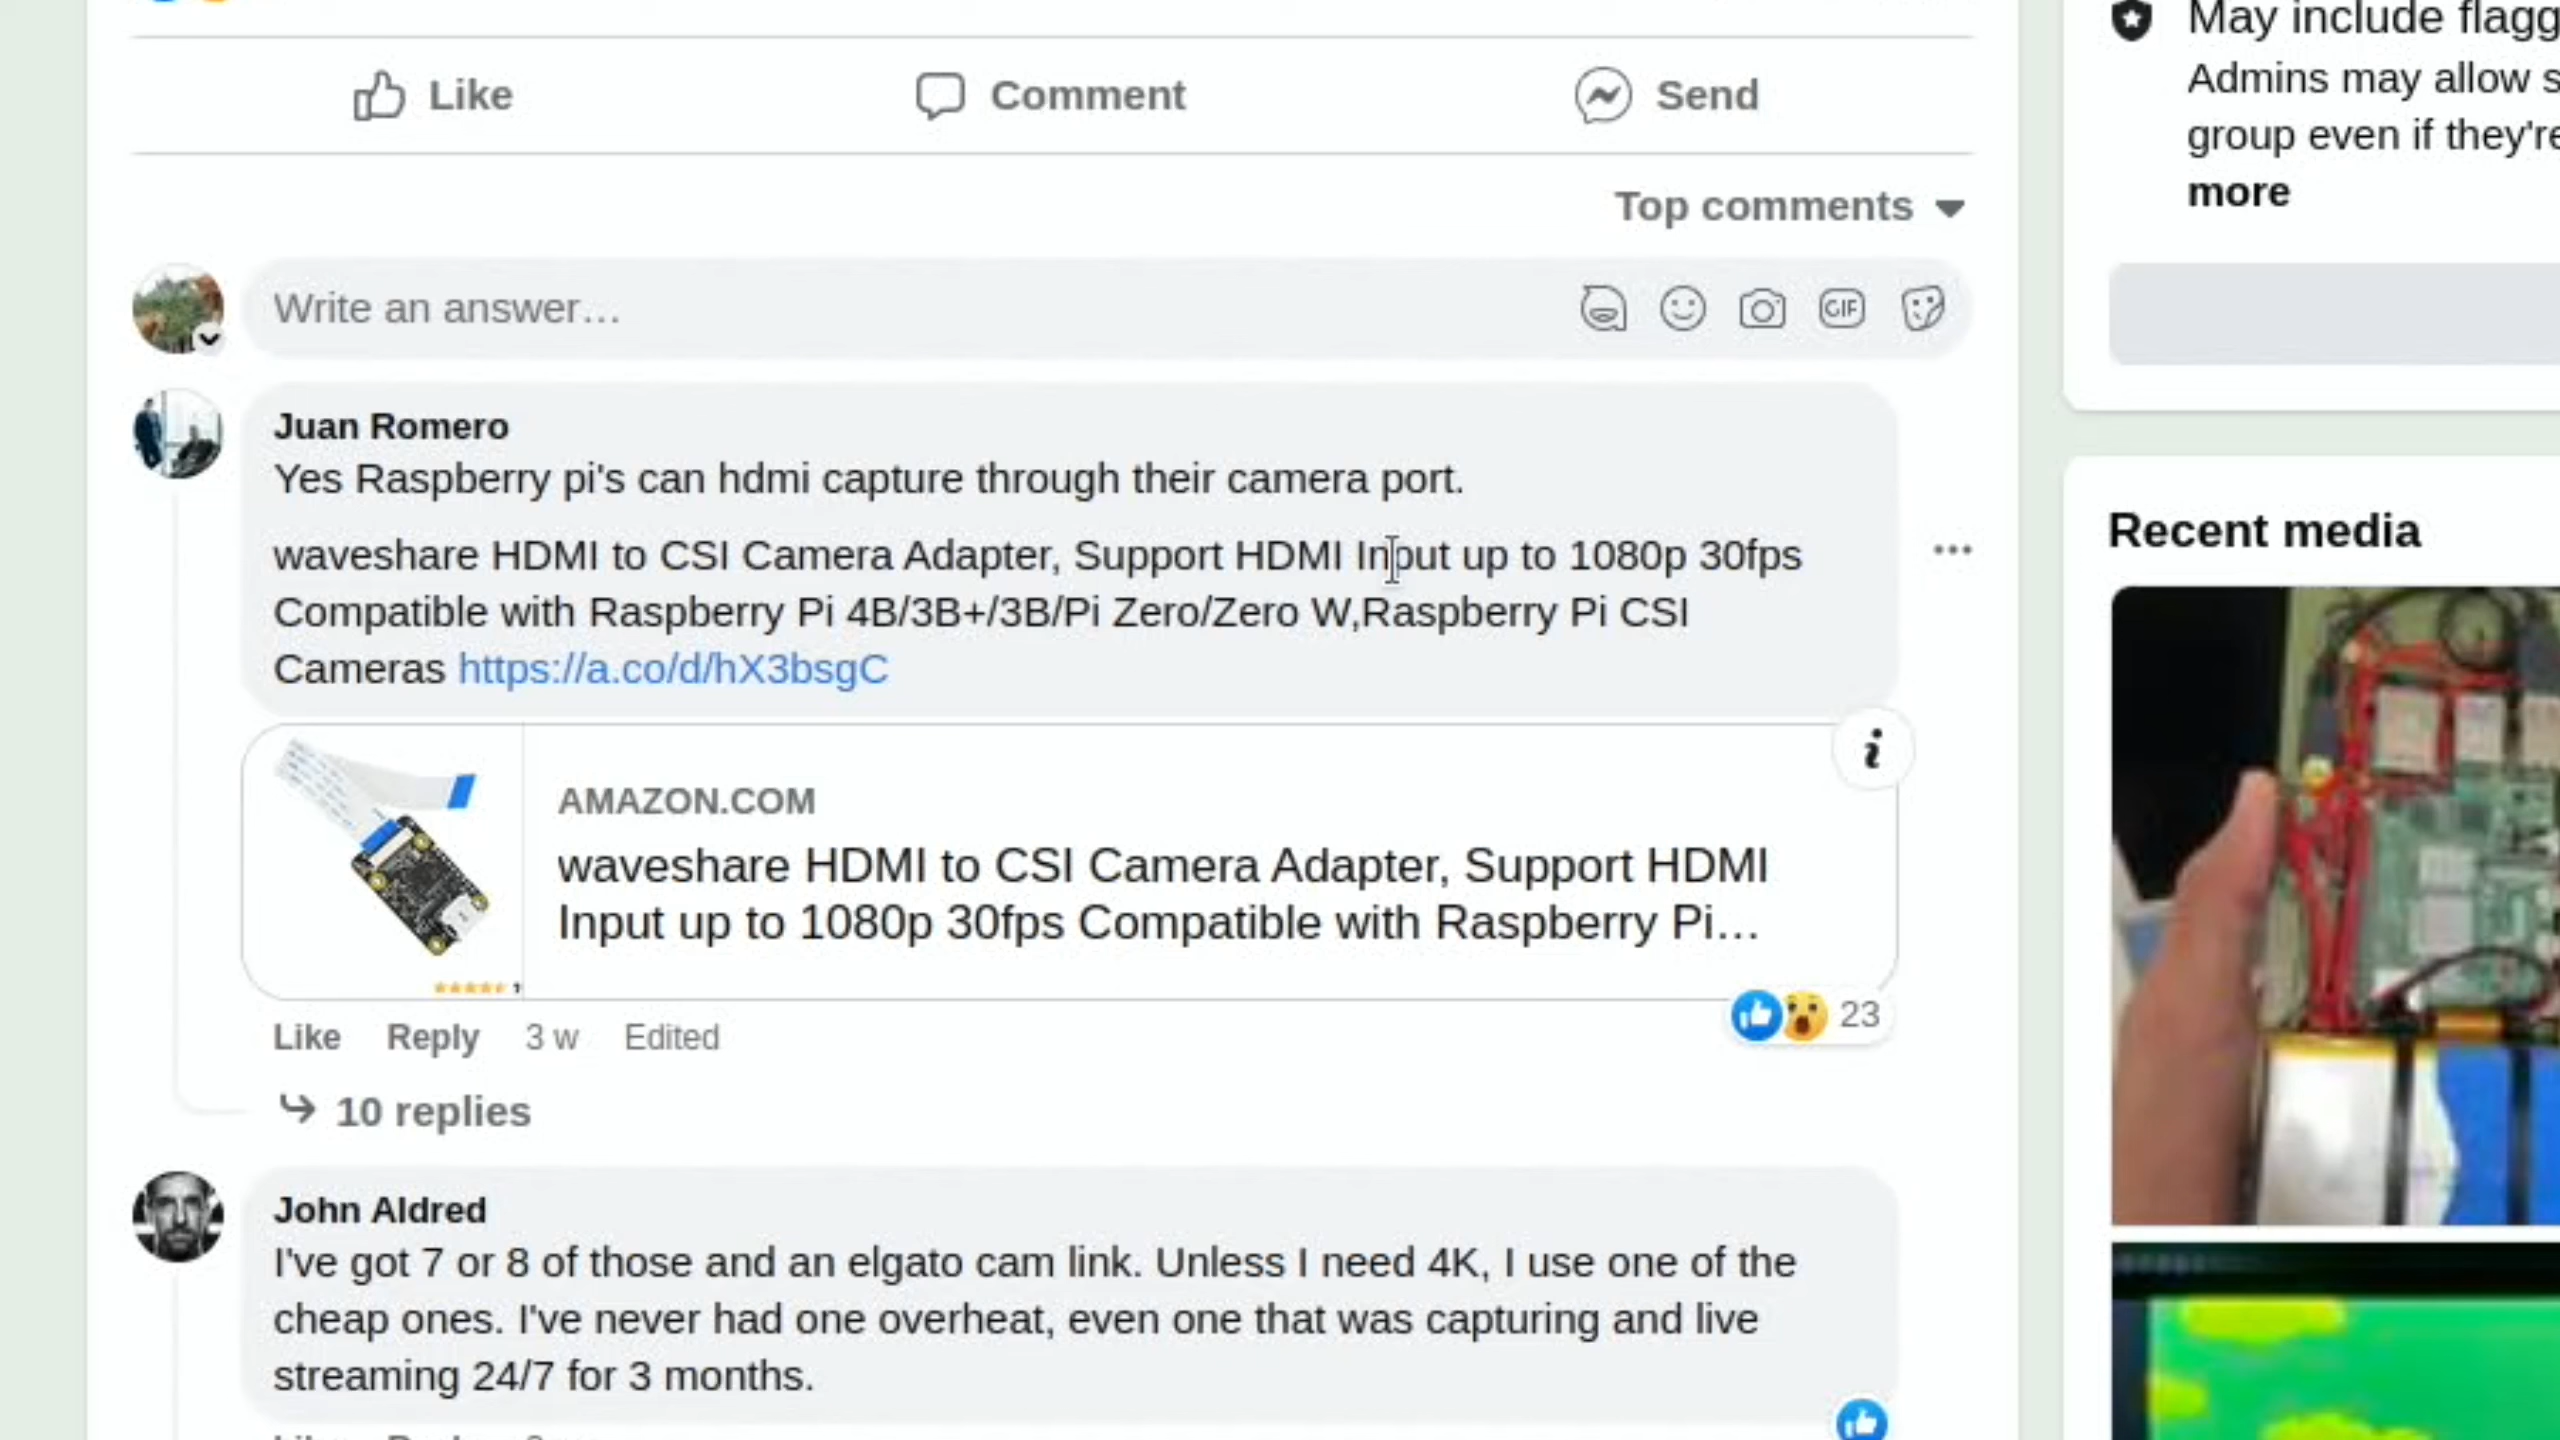 May include flagg
Like
Comment
Send
Admins may allow s
group even if they're
more
Top comments
Write an answer…
GIF
Juan Romero
Yes Raspberry pi's can hdmi capture through their camera port.
waveshare HDMI to CSI Camera Adapter, Support HDMI Input up to 1080p 30fps
Compatible with Raspberry Pi 4B/3B+/3B/Pi Zero/Zero W,Raspberry Pi CSI
Cameras https://a.co/d/hX3bsgC
AMAZON.COM
waveshare HDMI to CSI Camera Adapter, Support HDMI
Input up to 1080p 30fps Compatible with Raspberry Pi…
23
Like Reply 3 w Edited
10 replies
John Aldred
I've got 7 or 8 of those and an elgato cam link. Unless I need 4K, I use one of the
cheap ones. I've never had one overheat, even one that was capturing and live
streaming 24/7 for 3 months.
Recent media